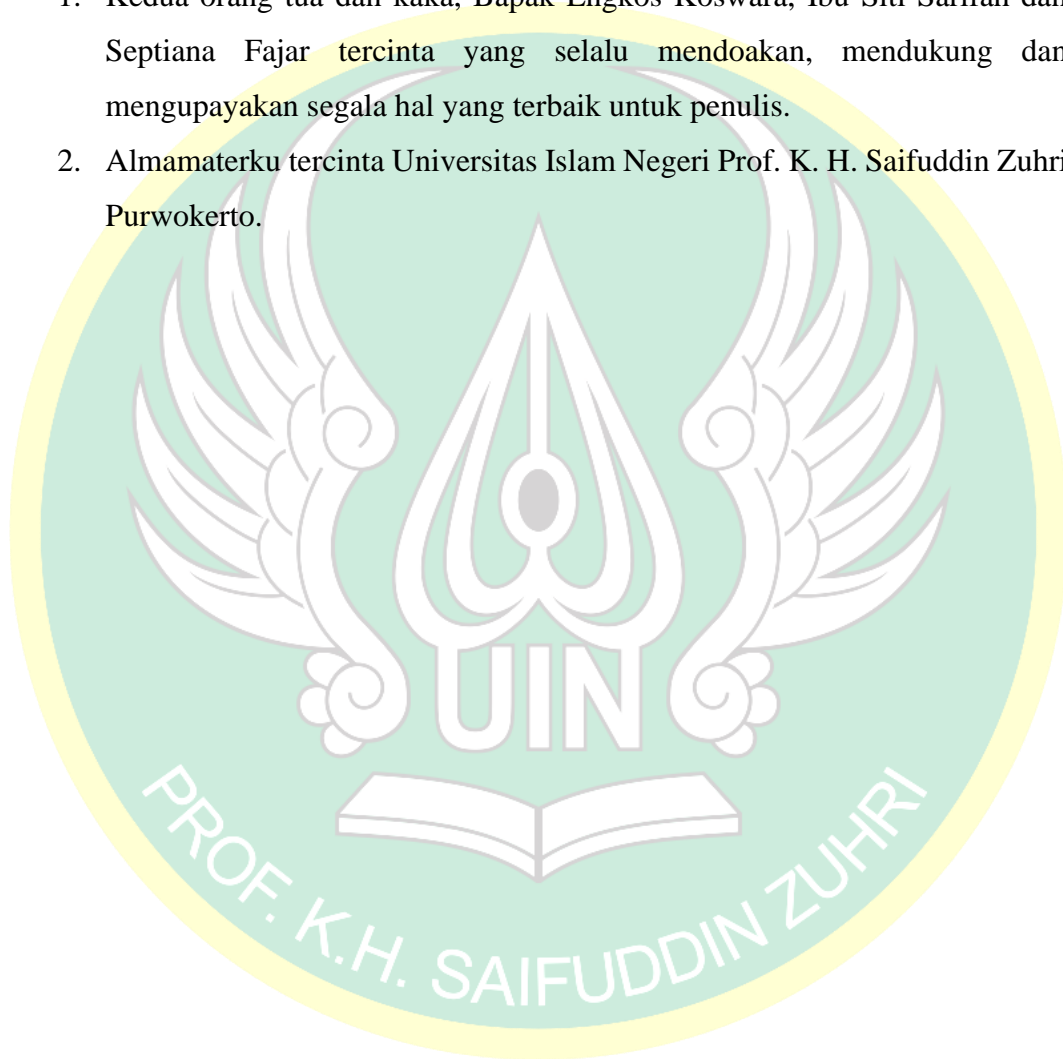 1. Kedua orang tua dan kaka, Bapak Engkos Koswara, Ibu Siti Sarifah dan
Septiana Fajar tercinta yang selalu mendoakan, mendukung dan
mengupayakan segala hal yang terbaik untuk penulis.
2. Almamaterku tercinta Universitas Islam Negeri Prof. K. H. Saifuddin Zuhri
Purwokerto.
UIN
PROF. K.H. SAIFUDDIN ZUHRI